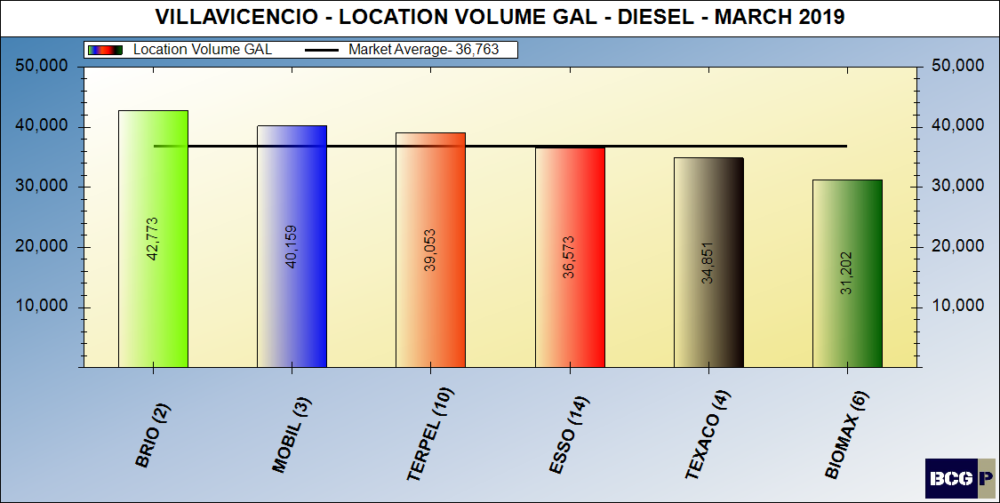 VILLAVICENCIO - LOCATION VOLUME GAL - DIESEL - MARCH 2019
Location Volume GAL Market Average- 36,763
50,000 50,000
40,000 40,000
30,000 30,000
20,000 20,000
10,000 10,000
42,773 40,159 39,053 36,573 34,851 31,202
BRIO (2) MOBIL (3) TERPEL (10) ESSO (14) TEXACO (4) BIOMAX (6)
BCG P